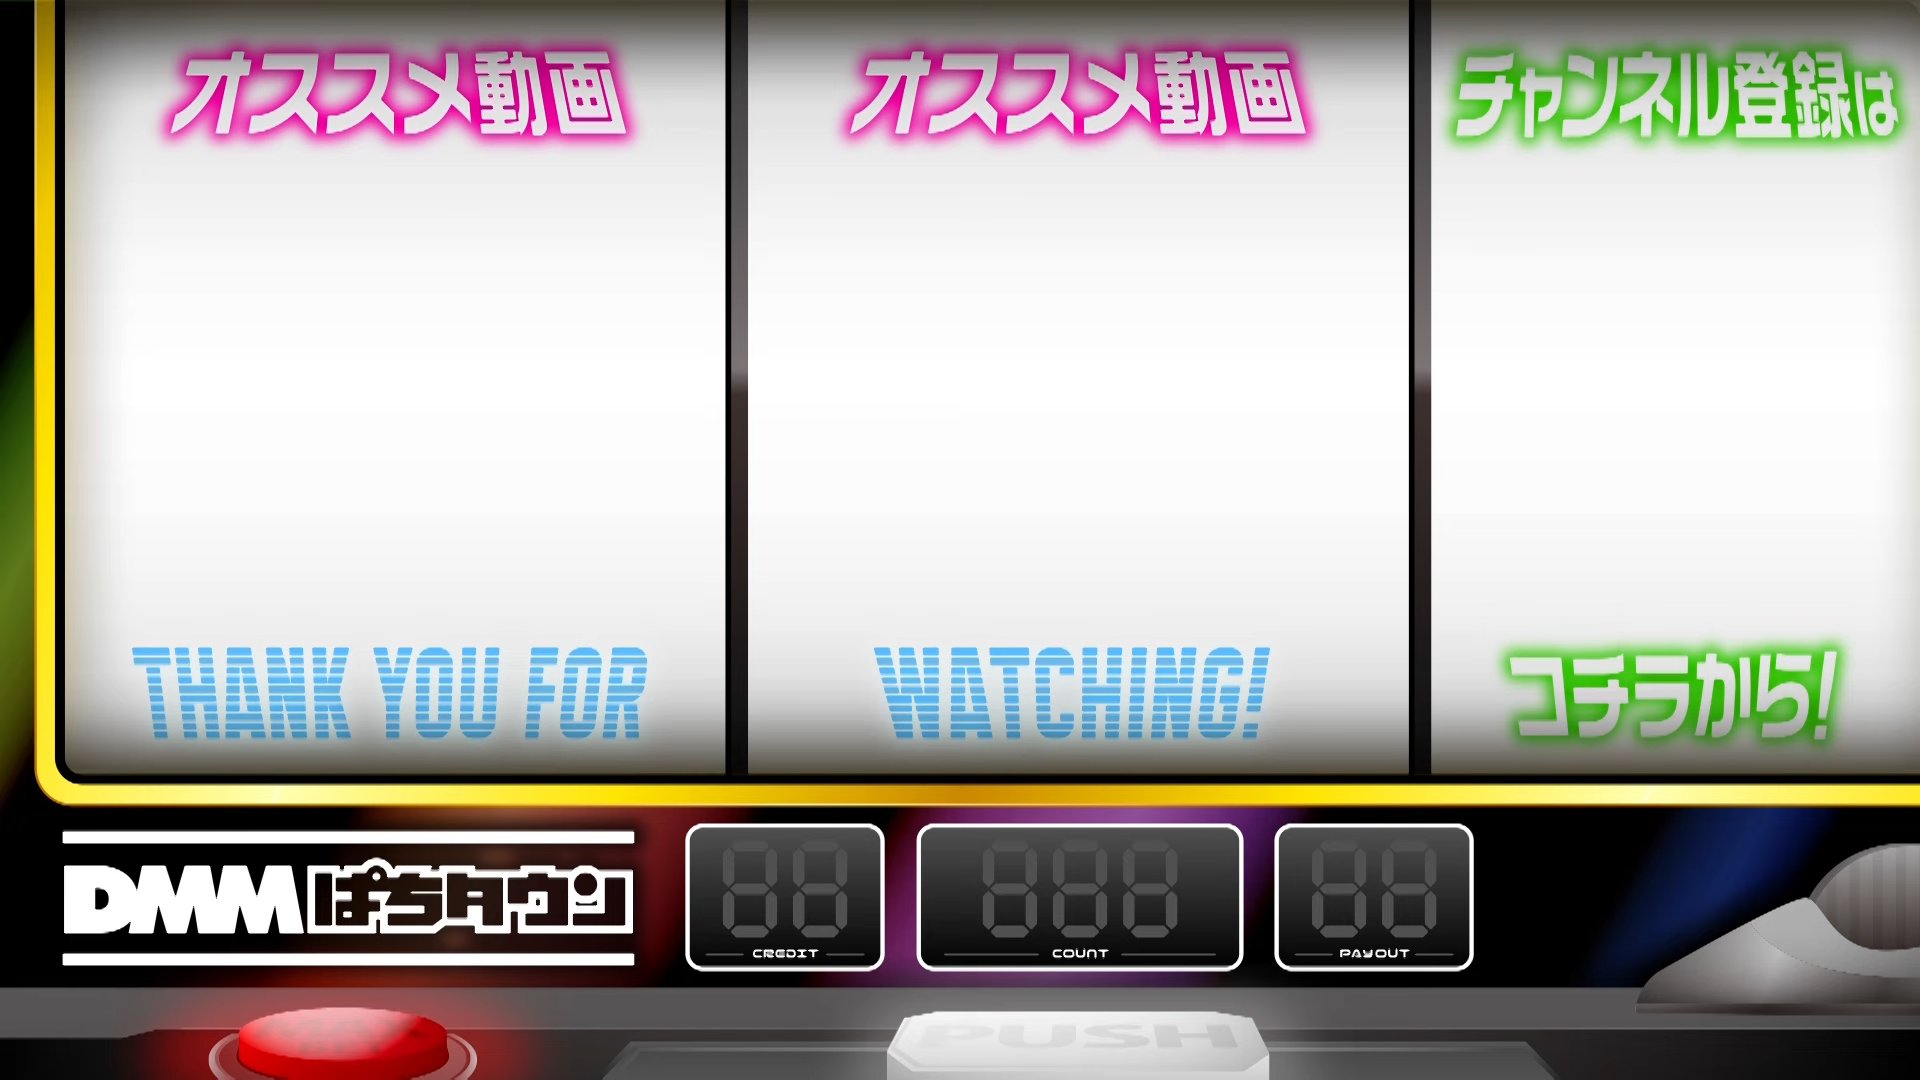 オススメ動画
オススメ動画
チャンネル登録は
THANK YOU FOR
WATCHING!
コチラから!
DMMぱちタウン
CREDIT
COUNT
PAYOUT
PUSH